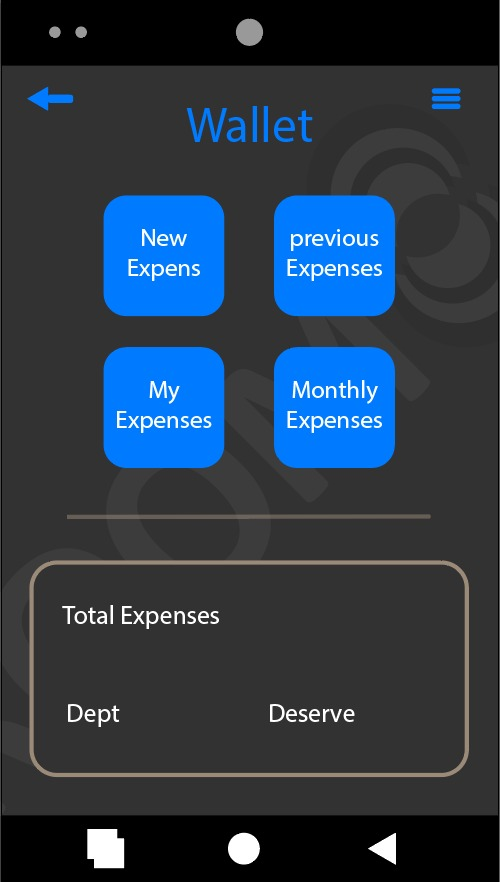 Wallet
New
Expens
previous
Expenses
My
Expenses
Monthly
Expenses
Total Expenses
Dept
Deserve